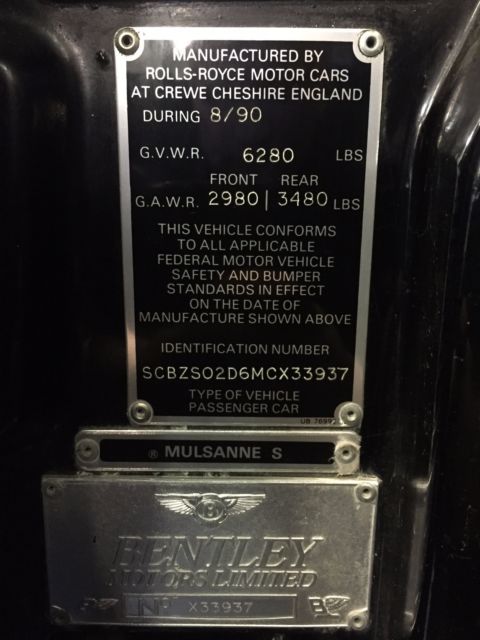 MANUFACTURED BY
ROLLS-ROYCE MOTOR CARS
AT CREWE CHESHIRE ENGLAND
DURING 8/90
G.V.W.R. 6280 LBS
FRONT REAR
G.A.W.R. 2980 | 3480 LBS
THIS VEHICLE CONFORMS
TO ALL APPLICABLE
FEDERAL MOTOR VEHICLE
SAFETY AND BUMPER
STANDARDS IN EFFECT
ON THE DATE OF
MANUFACTURE SHOWN ABOVE
IDENTIFICATION NUMBER
SCBZS02D6MCX33937
TYPE OF VEHICLE
PASSENGER CAR
UB
® MULSANNE S
B
BENTLEY
MOTORS LIMITED
B No X33937 B